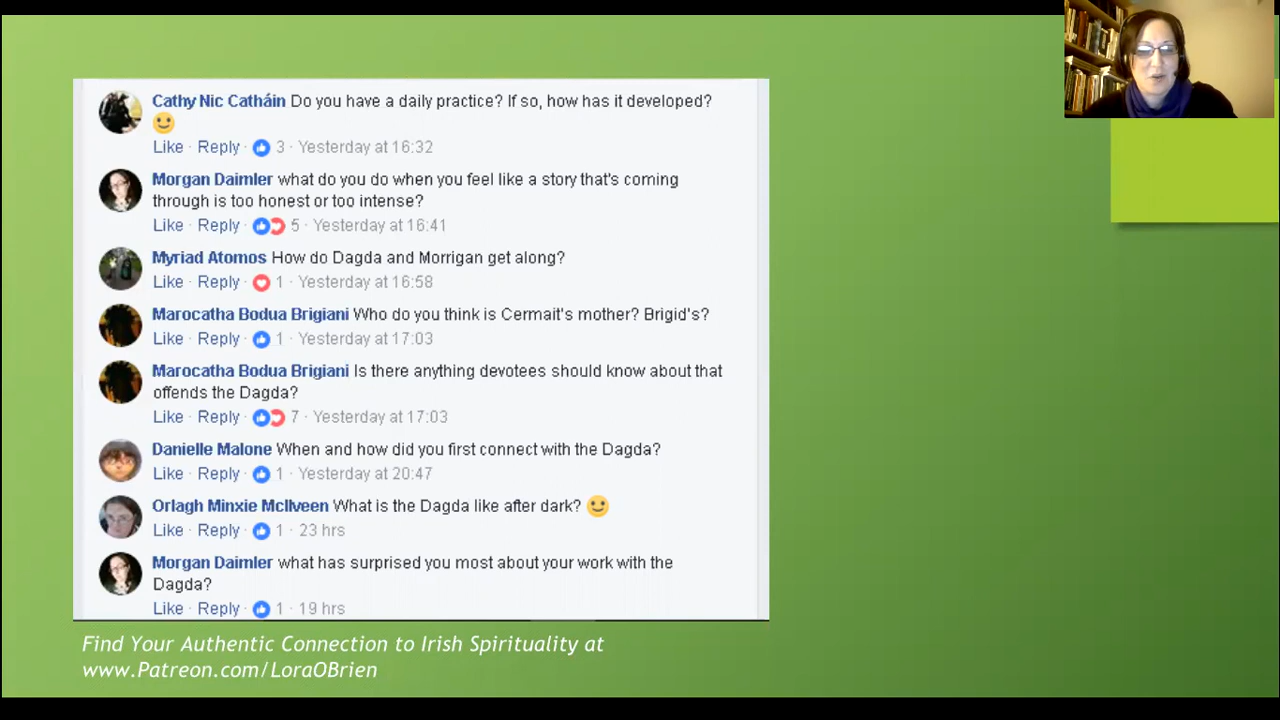 Cathy Nic Catháin Do you have a daily practice? If so, how has it developed?
Like · Reply · 3 · Yesterday at 16:32
Morgan Daimler what do you do when you feel like a story that's coming
through is too honest or too intense?
Like · Reply · 5 · Yesterday at 16:41
Myriad Atomos How do Dagda and Morrigan get along?
Like · Reply · 1 · Yesterday at 16:58
Marocatha Bodua Brigiani Who do you think is Cermait's mother? Brigid's?
Like · Reply · 1 · Yesterday at 17:03
Marocatha Bodua Brigiani Is there anything devotees should know about that
offends the Dagda?
Like · Reply · 7 · Yesterday at 17:03
Danielle Malone When and how did you first connect with the Dagda?
Like · Reply · 1 · Yesterday at 20:47
Orlagh Minxie McIlveen What is the Dagda like after dark?
Like · Reply · 1 · 23 hrs
Morgan Daimler what has surprised you most about your work with the
Dagda?
Like · Reply · 1 · 19 hrs
Find Your Authentic Connection to Irish Spirituality at
www.Patreon.com/LoraOBrien